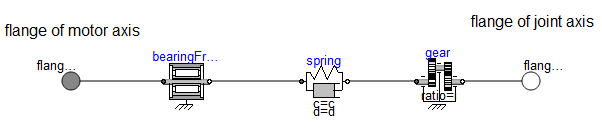 flange of motor axis
flange of joint axis
bearingFr...
spring
gear
flang...
flang...
c=c
d=d
ratio=